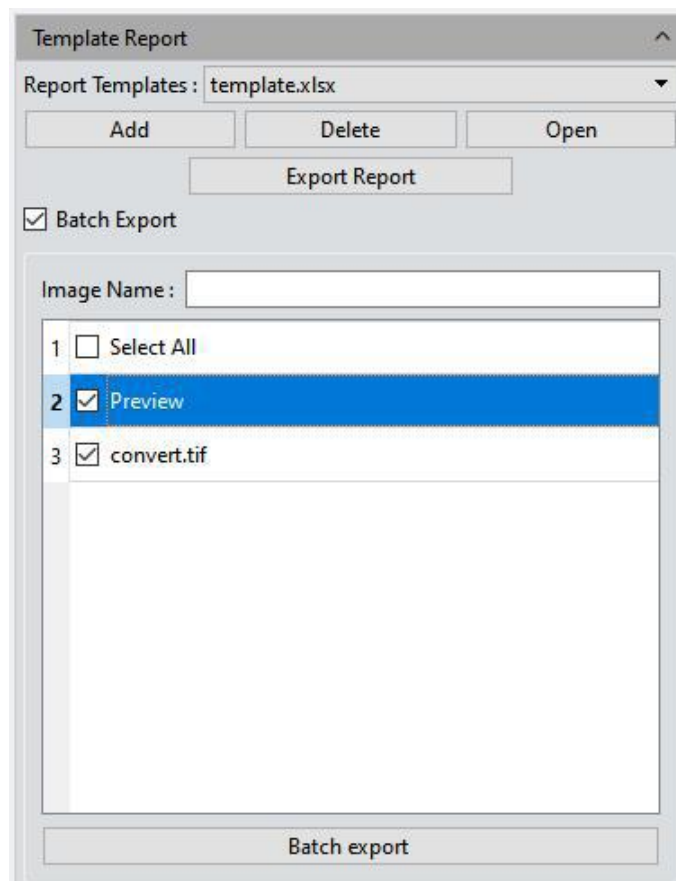 Template Report
Report Templates : template.xlsx
Add Delete Open
Export Report
Batch Export
Image Name :
1 Select All
2 Preview
3 convert.tif
Batch export